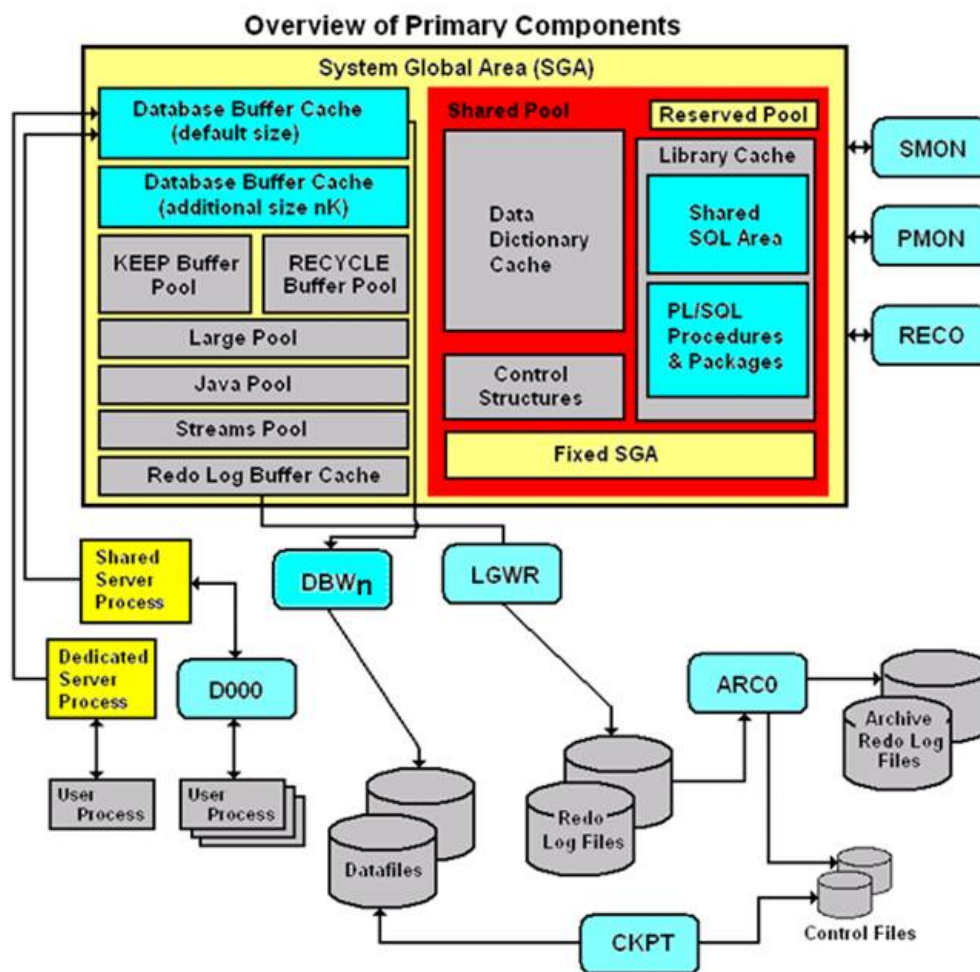 Overview of Primary Components
System Global Area (SGA)
Database Buffer Cache
(default size)
Database Buffer Cache
(additional size nK)
KEEP Buffer
Pool
RECYCLE
Buffer Pool
Large Pool
Java Pool
Streams Pool
Redo Log Buffer Cache
Shared Pool
Reserved Pool
Data
Dictionary
Cache
Library Cache
Shared
SQL Area
PL/SQL
Procedures
& Packages
Control
Structures
Fixed SGA
SMON
PMON
RECO
Shared
Server
Process
Dedicated
Server
Process
D000
User
Process
User
Process
DBWn
LGWR
ARC0
Archive
Redo Log
Files
Redo
Log Files
Datafiles
CKPT
Control Files